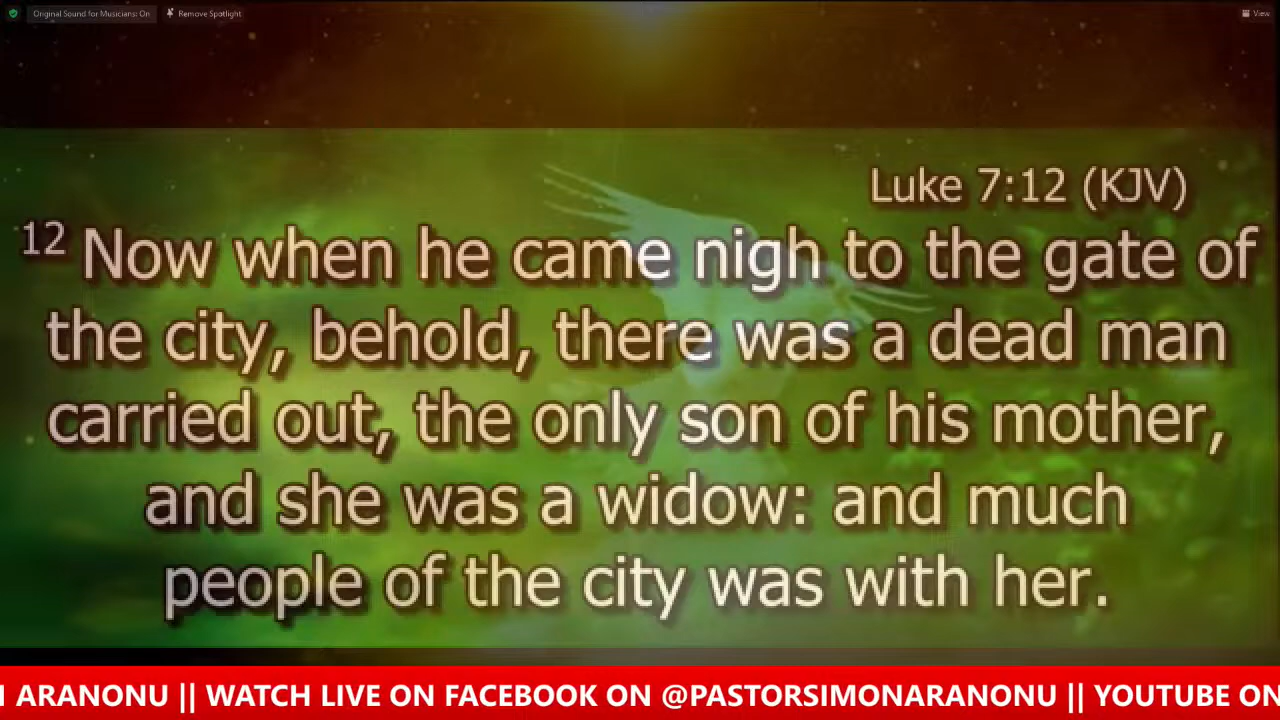 Original Sound for Musicians: On
Remove Spotlight
View
Luke 7:12 (KJV)
12 Now when he came nigh to the gate of
the city, behold, there was a dead man
carried out, the only son of his mother,
and she was a widow: and much
people of the city was with her.
ARANONU || WATCH LIVE ON FACEBOOK ON @PASTORSIMONARANONU || YOUTUBE ON